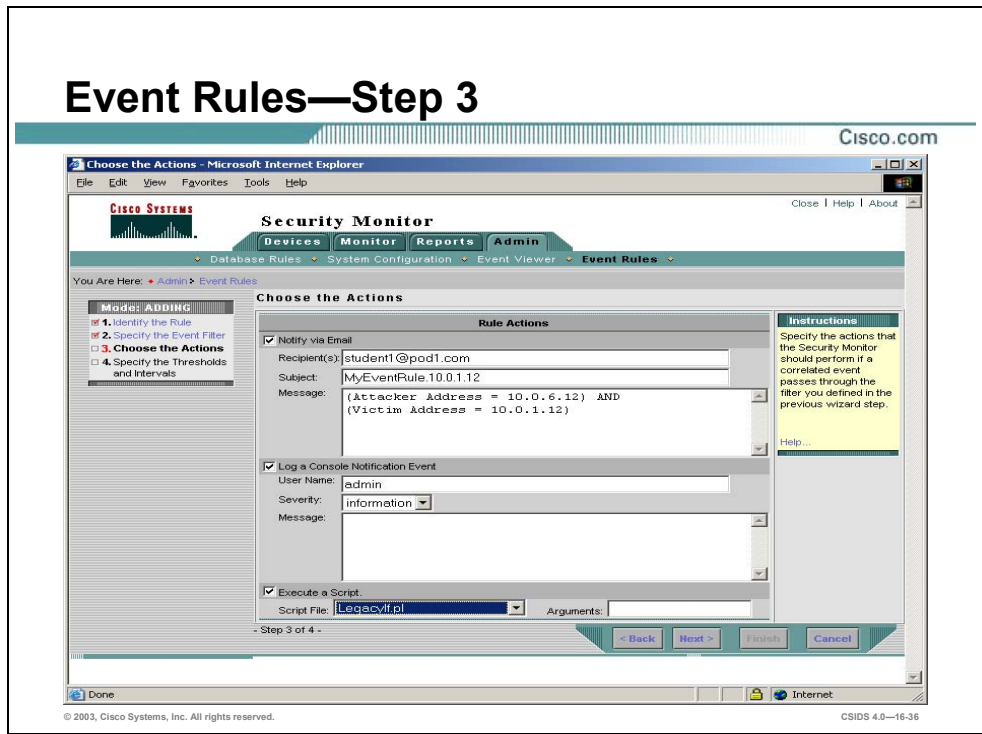 Event Rules—Step 3
Cisco.com
Choose the Actions - Microsoft Internet Explorer
File Edit View Favorites Tools Help
Close | Help | About
CISCO SYSTEMS
Security Monitor
Devices Monitor Reports Admin
Database Rules System Configuration Event Viewer Event Rules
You Are Here: Admin > Event Rules
Mode: ADDING
1. Identify the Rule
2. Specify the Event Filter
3. Choose the Actions
4. Specify the Thresholds
and Intervals
Choose the Actions
Rule Actions
Notify via Email
Recipient(s): student1@pod1.com
Subject: MyEventRule.10.0.1.12
Message: (Attacker Address = 10.0.6.12) AND
(Victim Address = 10.0.1.12)
Log a Console Notification Event
User Name: admin
Severity: information
Message:
Execute a Script.
Script File: Legacylf.pl Arguments:
- Step 3 of 4 -
< Back Next > Finish Cancel
Instructions
Specify the actions that
the Security Monitor
should perform if a
correlated event
passes through the
filter you defined in the
previous wizard step.
Help...
Done
Internet
© 2003, Cisco Systems, Inc. All rights reserved.
CSIDS 4.0—16-36